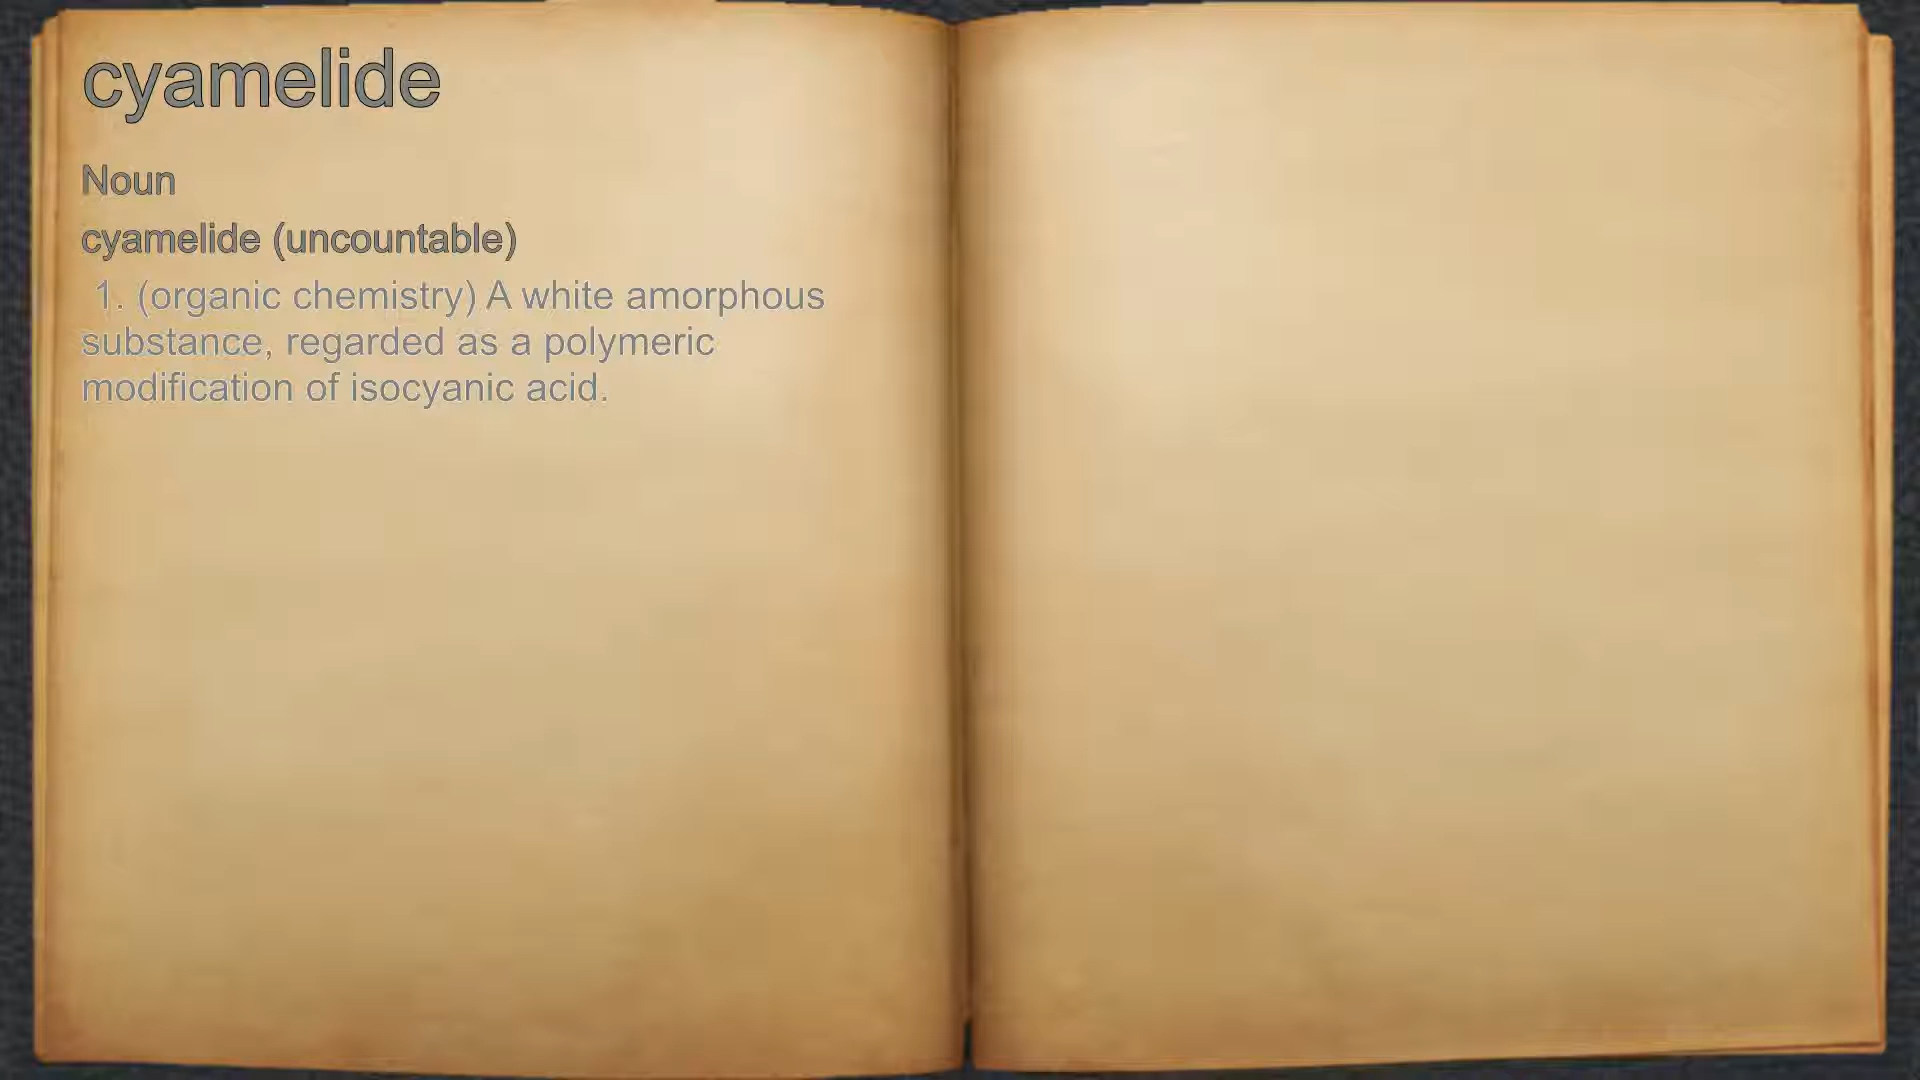 cyamelide
Noun
cyamelide (uncountable)
1. (organic chemistry) A white amorphous
substance, regarded as a polymeric
modification of isocyanic acid.